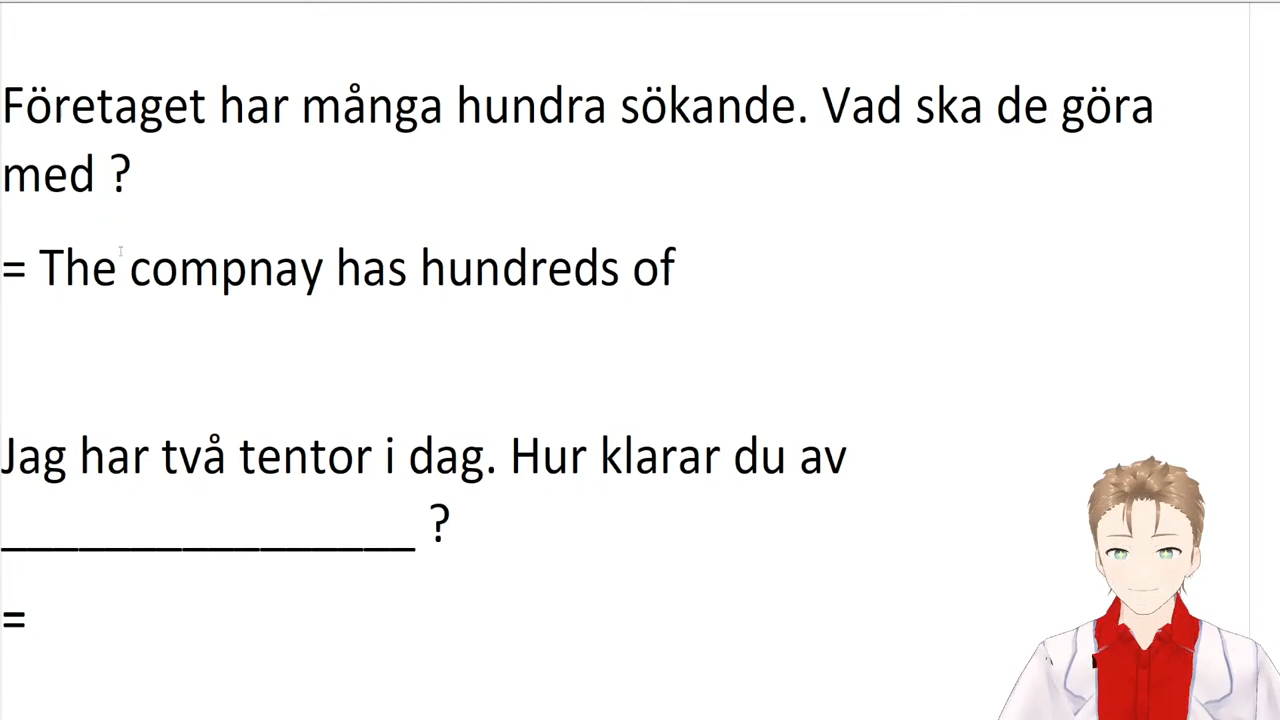 Företaget har många hundra sökande. Vad ska de göra
med ?
= The compnay has hundreds of
Jag har två tentor i dag. Hur klarar du av
________________ ?
=